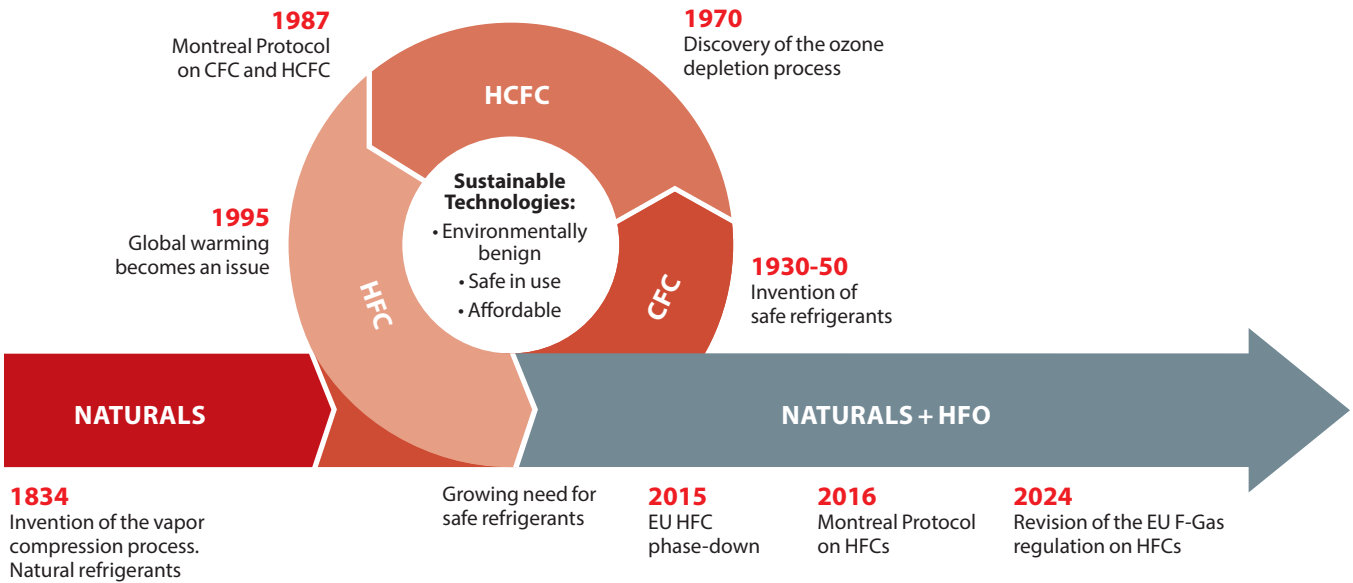 1987
Montreal Protocol
on CFC and HCFC
1970
Discovery of the ozone
depletion process
HCFC
Sustainable
Technologies:
• Environmentally
benign
• Safe in use
• Affordable
1995
Global warming
becomes an issue
HFC
CFC
1930-50
Invention of
safe refrigerants
NATURALS
NATURALS + HFO
1834
Invention of the vapor
compression process.
Natural refrigerants
Growing need for
safe refrigerants
2015
EU HFC
phase-down
2016
Montreal Protocol
on HFCs
2024
Revision of the EU F-Gas
regulation on HFCs